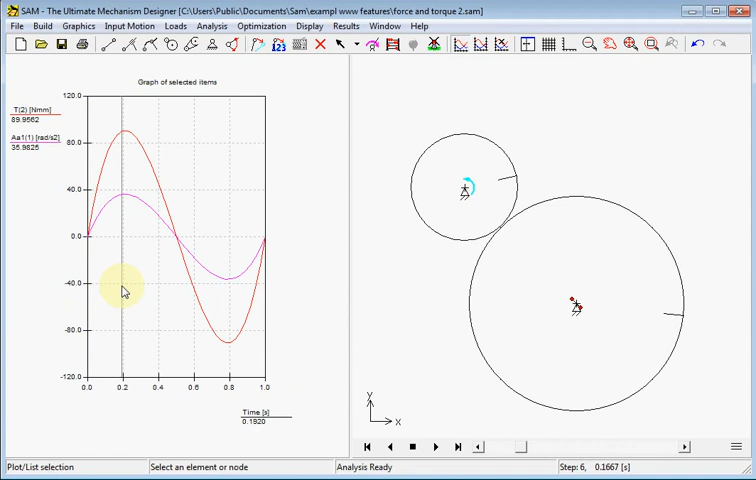 SAM - The Ultimate Mechanism Designer [C:\Users\Public\Documents\Sam\exampl www features\force and torque 2.sam]
File Build Graphics Input Motion Loads Analysis Optimization Display Results Window Help
123
Graph of selected items
T(2) [Nmm]
89.9562
Aa1(1) [rad/s2]
35.9825
120.0
80.0
40.0
0.0
-40.0
-80.0
-120.0
0.0 0.2 0.4 0.6 0.8 1.0
Time [s]
0.1920
Y
X
Plot/List selection Select an element or node Analysis Ready Step: 6, 0.1667 [s]